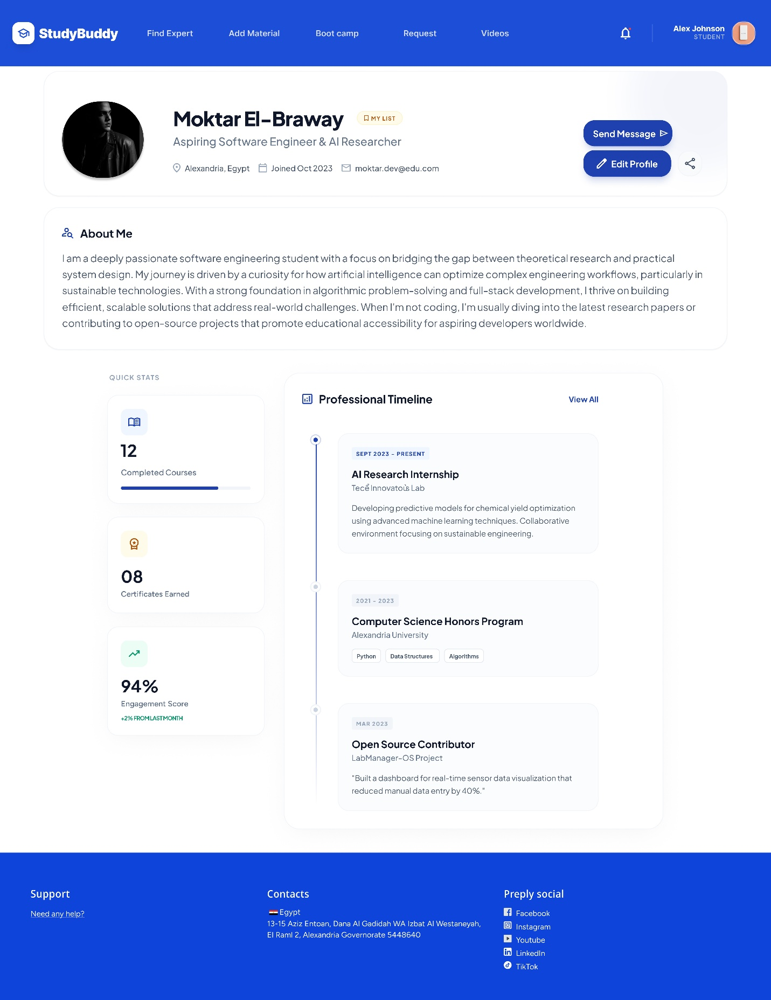 StudyBuddy
Find Expert
Add Material
Boot camp
Request
Videos
Alex Johnson
STUDENT
Moktar El-Braway
MY LIST
Aspiring Software Engineer & AI Researcher
Alexandria, Egypt
Joined Oct 2023
moktar.dev@edu.com
Send Message
Edit Profile
About Me
I am a deeply passionate software engineering student with a focus on bridging the gap between theoretical research and practical
system design. My journey is driven by a curiosity for how artificial intelligence can optimize complex engineering workflows, particularly in
sustainable technologies. With a strong foundation in algorithmic problem-solving and full-stack development, I thrive on building
efficient, scalable solutions that address real-world challenges. When I'm not coding, I'm usually diving into the latest research papers or
contributing to open-source projects that promote educational accessibility for aspiring developers worldwide.
QUICK STATS
12
Completed Courses
08
Certificates Earned
94%
Engagement Score
+2% FROM LAST MONTH
Professional Timeline
View All
SEPT 2023 - PRESENT
AI Research Internship
Lab
Developing predictive models for chemical yield optimization
using advanced machine learning techniques. Collaborative
environment focusing on sustainable engineering.
2021 - 2023
Computer Science Honors Program
Alexandria University
Python
Data Structures
Algorithms
MAR 2023
Open Source Contributor
LabManager-OS Project
"Built a dashboard for real-time sensor data visualization that
reduced manual data entry by 40%."
Support
Need any help?
Contacts
Egypt
13-15 Aziz Entoan, Dana Al Gadidah WA Izbat Al Westaneyah,
El Raml 2, Alexandria Governorate 5448640
Preply social
Facebook
Instagram
Youtube
LinkedIn
TikTok